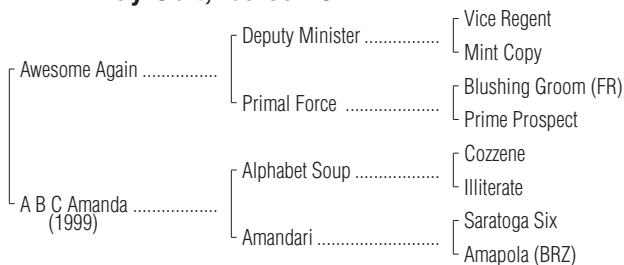 Deputy Minister ..................... Vice Regent
Mint Copy
Awesome Again ...............
Primal Force .................... Blushing Groom (FR)
Prime Prospect
Alphabet Soup ..................... Cozzene
Illiterate
A B C Amanda .................
(1999)
Amandari ........................... Saratoga Six
Amapola (BRZ)